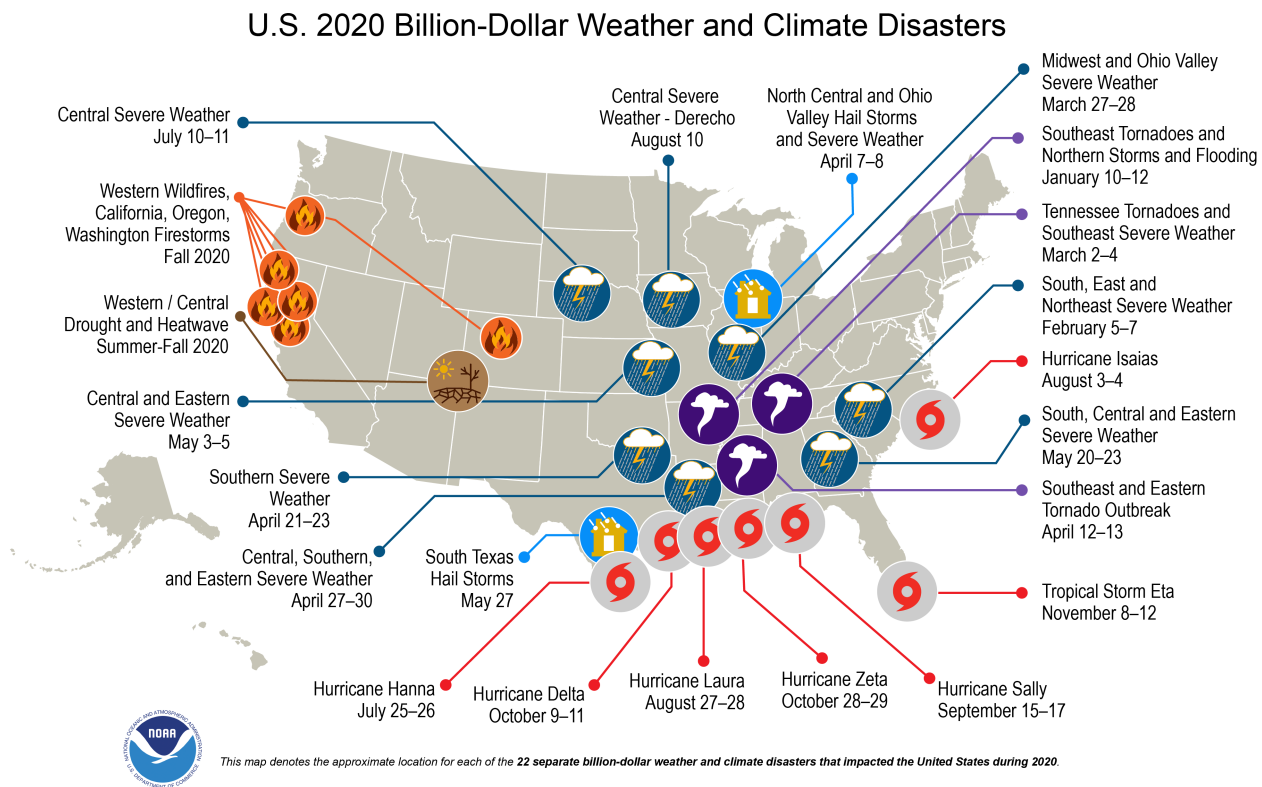 U.S. 2020 Billion-Dollar Weather and Climate Disasters
Central Severe Weather
July 10–11
Western Wildfires,
California, Oregon,
Washington Firestorms
Fall 2020
Western / Central
Drought and Heatwave
Summer-Fall 2020
Central and Eastern
Severe Weather
May 3–5
Southern Severe
Weather
April 21–23
Central, Southern,
and Eastern Severe Weather
April 27–30
South Texas
Hail Storms
May 27
Central Severe
Weather - Derecho
August 10
North Central and Ohio
Valley Hail Storms
and Severe Weather
April 7–8
Midwest and Ohio Valley
Severe Weather
March 27–28
Southeast Tornadoes and
Northern Storms and Flooding
January 10–12
Tennessee Tornadoes and
Southeast Severe Weather
March 2–4
South, East and
Northeast Severe Weather
February 5–7
Hurricane Isaias
August 3–4
South, Central and Eastern
Severe Weather
May 20–23
Southeast and Eastern
Tornado Outbreak
April 12–13
Tropical Storm Eta
November 8–12
Hurricane Hanna
July 25–26
Hurricane Delta
October 9–11
Hurricane Laura
August 27–28
Hurricane Zeta
October 28–29
Hurricane Sally
September 15–17
NATIONAL OCEANIC AND ATMOSPHERIC ADMINISTRATION
NOAA
U.S. DEPARTMENT OF COMMERCE
This map denotes the approximate location for each of the 22 separate billion-dollar weather and climate disasters that impacted the United States during 2020.